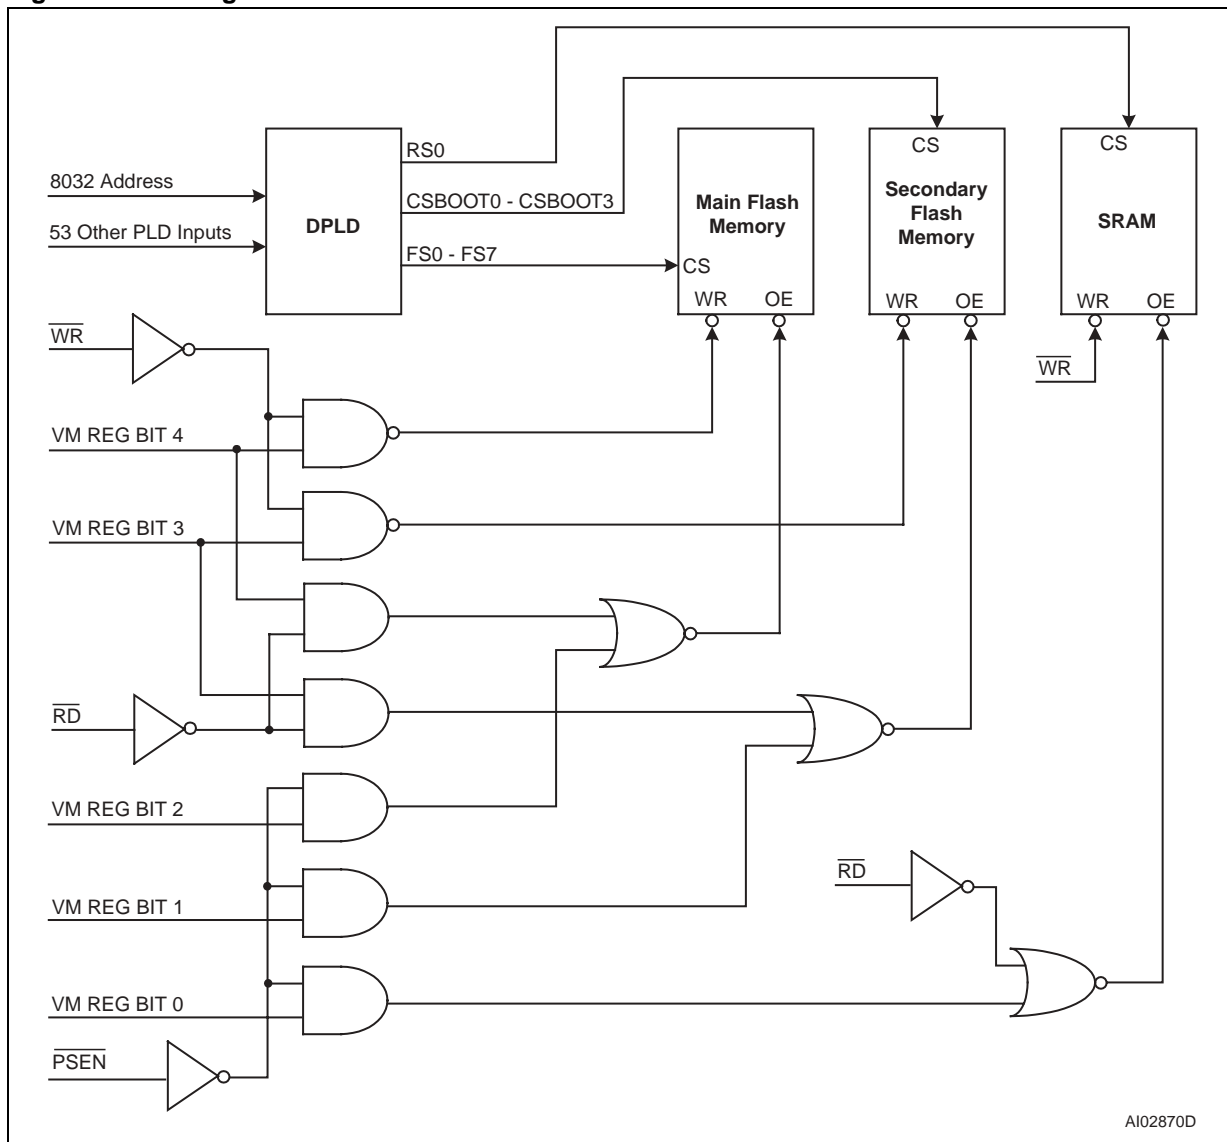 RS0
8032 Address
CSBOOT0 - CSBOOT3
53 Other PLD Inputs
DPLD
FS0 - FS7
CS
Main Flash
Memory
WR OE
CS
Secondary
Flash
Memory
WR OE
CS
SRAM
WR OE
WR
WR
VM REG BIT 4
VM REG BIT 3
RD
VM REG BIT 2
RD
VM REG BIT 1
VM REG BIT 0
PSEN
AI02870D